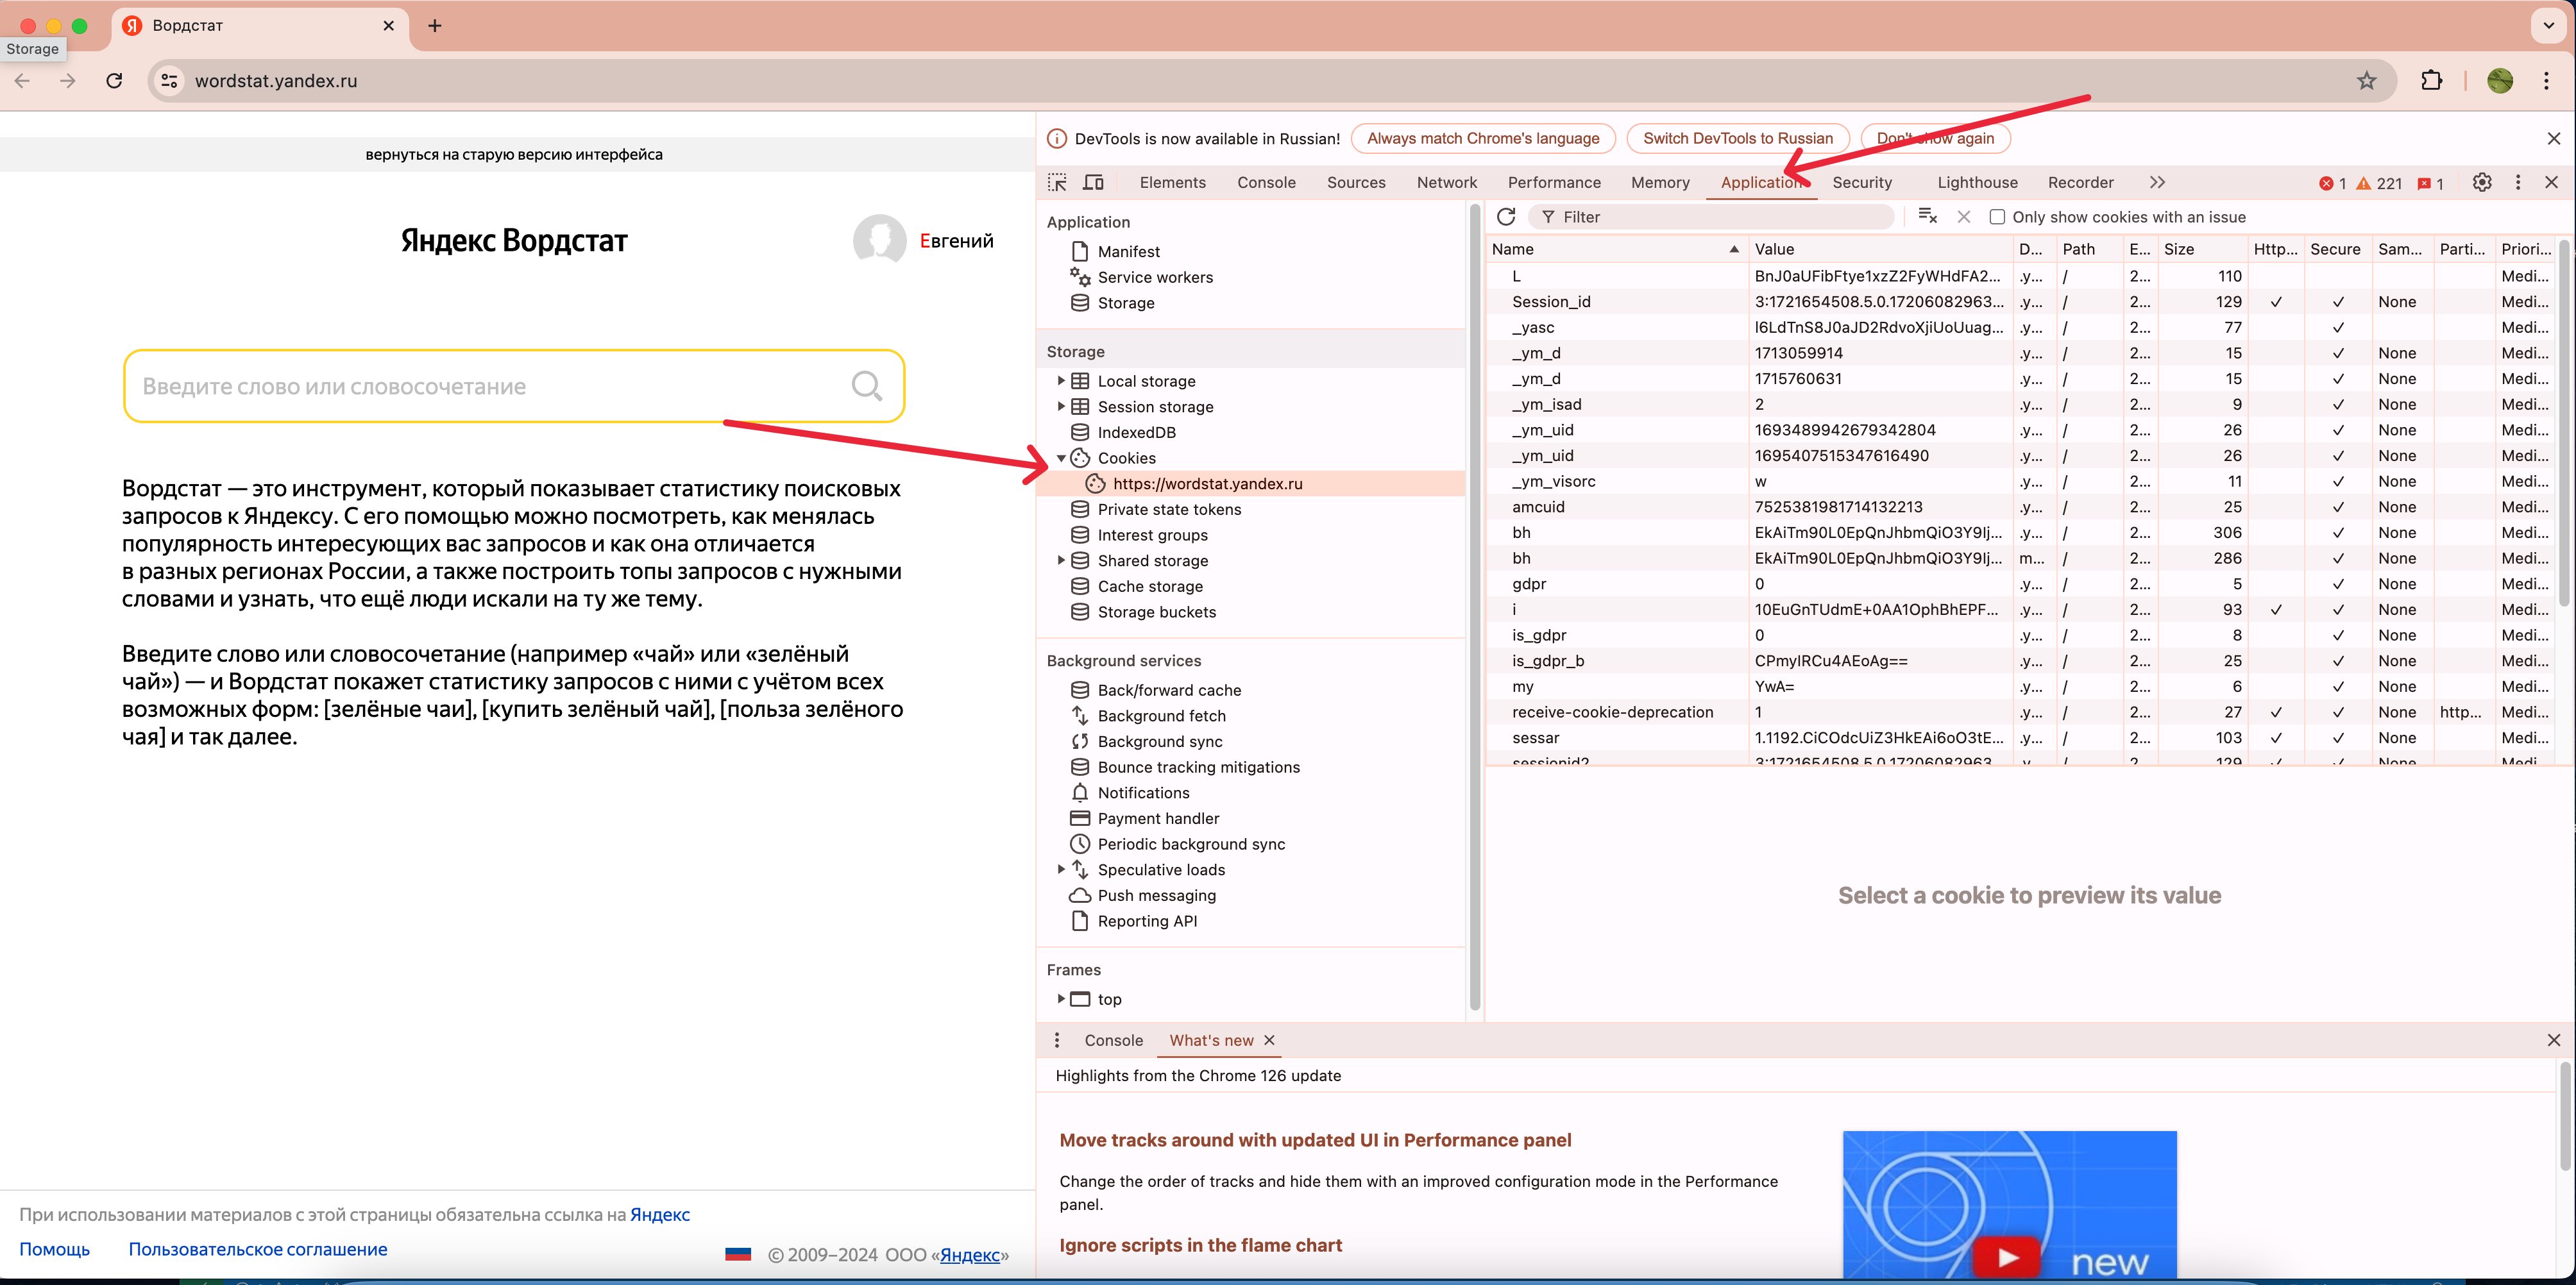 Вордстат
Storage
wordstat.yandex.ru
вернуться на старую версию интерфейса
Яндекс Вордстат
Евгений
Введите слово или словосочетание
Вордстат — это инструмент, который показывает статистику поисковых
запросов к Яндексу. С его помощью можно посмотреть, как менялась
популярность интересующих вас запросов и как она отличается
в разных регионах России, а также построить топы запросов с нужными
словами и узнать, что ещё люди искали на ту же тему.
Введите слово или словосочетание (например «чай» или «зелёный
чай») — и Вордстат покажет статистику запросов с ними с учётом всех
возможных форм: [зелёные чаи], [купить зелёный чай], [польза зелёного
чая] и так далее.
При использовании материалов с этой страницы обязательна ссылка на Яндекс
Помощь Пользовательское соглашение © 2009–2024 ООО «Яндекс»
DevTools is now available in Russian! Always match Chrome's language Switch DevTools to Russian Don't show again
Elements Console Sources Network Performance Memory Application Security Lighthouse Recorder 1 221 1
Application
Manifest
Service workers
Storage
Storage
Local storage
Session storage
IndexedDB
Cookies
https://wordstat.yandex.ru
Private state tokens
Interest groups
Shared storage
Cache storage
Storage buckets
Background services
Back/forward cache
Background fetch
Background sync
Bounce tracking mitigations
Notifications
Payment handler
Periodic background sync
Speculative loads
Push messaging
Reporting API
Frames
top
Filter Only show cookies with an issue
Name Value D... Path E... Size Http... Secure Sam... Parti... Priori...
L BnJ0aUFibFtye1xzZ2FyWHdFA2... .y... / 2... 110 Medi...
Session_id 3:1721654508.5.0.17206082963... .y... / 2... 129 ✓ ✓ None Medi...
_yasc l6LdTnS8J0aJD2RdvoXjiUoUuag... .y... / 2... 77 ✓ Medi...
_ym_d 1713059914 .y... / 2... 15 ✓ None Medi...
_ym_d 1715760631 .y... / 2... 15 ✓ None Medi...
_ym_isad 2 .y... / 2... 9 ✓ None Medi...
_ym_uid 1693489942679342804 .y... / 2... 26 ✓ None Medi...
_ym_uid 1695407515347616490 .y... / 2... 26 ✓ None Medi...
_ym_visorc w .y... / 2... 11 ✓ None Medi...
amcuid 7525381981714132213 .y... / 2... 25 ✓ None Medi...
bh EkAiTm90L0EpQnJhbmQiO3Y9Ij... .y... / 2... 306 ✓ None Medi...
bh EkAiTm90L0EpQnJhbmQiO3Y9Ij... m... / 2... 286 ✓ None Medi...
gdpr 0 .y... / 2... 5 ✓ None Medi...
i 10EuGnTUdmE+0AA1OphBhEPF... .y... / 2... 93 ✓ ✓ None Medi...
is_gdpr 0 .y... / 2... 8 ✓ None Medi...
is_gdpr_b CPmyIRCu4AEoAg== .y... / 2... 25 ✓ None Medi...
my YwA= .y... / 2... 6 ✓ None Medi...
receive-cookie-deprecation 1 .y... / 2... 27 ✓ ✓ None http... Medi...
sessar 1.1192.CiCOdcUiZ3HkEAi6oO3tE... .y... / 2... 103 ✓ ✓ None Medi...
sessionid2 3:1721654508.5.0.17206082963... .y... / 2... 129 ✓ ✓ None Medi...
Select a cookie to preview its value
Console What's new
Highlights from the Chrome 126 update
Move tracks around with updated UI in Performance panel
Change the order of tracks and hide them with an improved configuration mode in the Performance
panel.
Ignore scripts in the flame chart
new